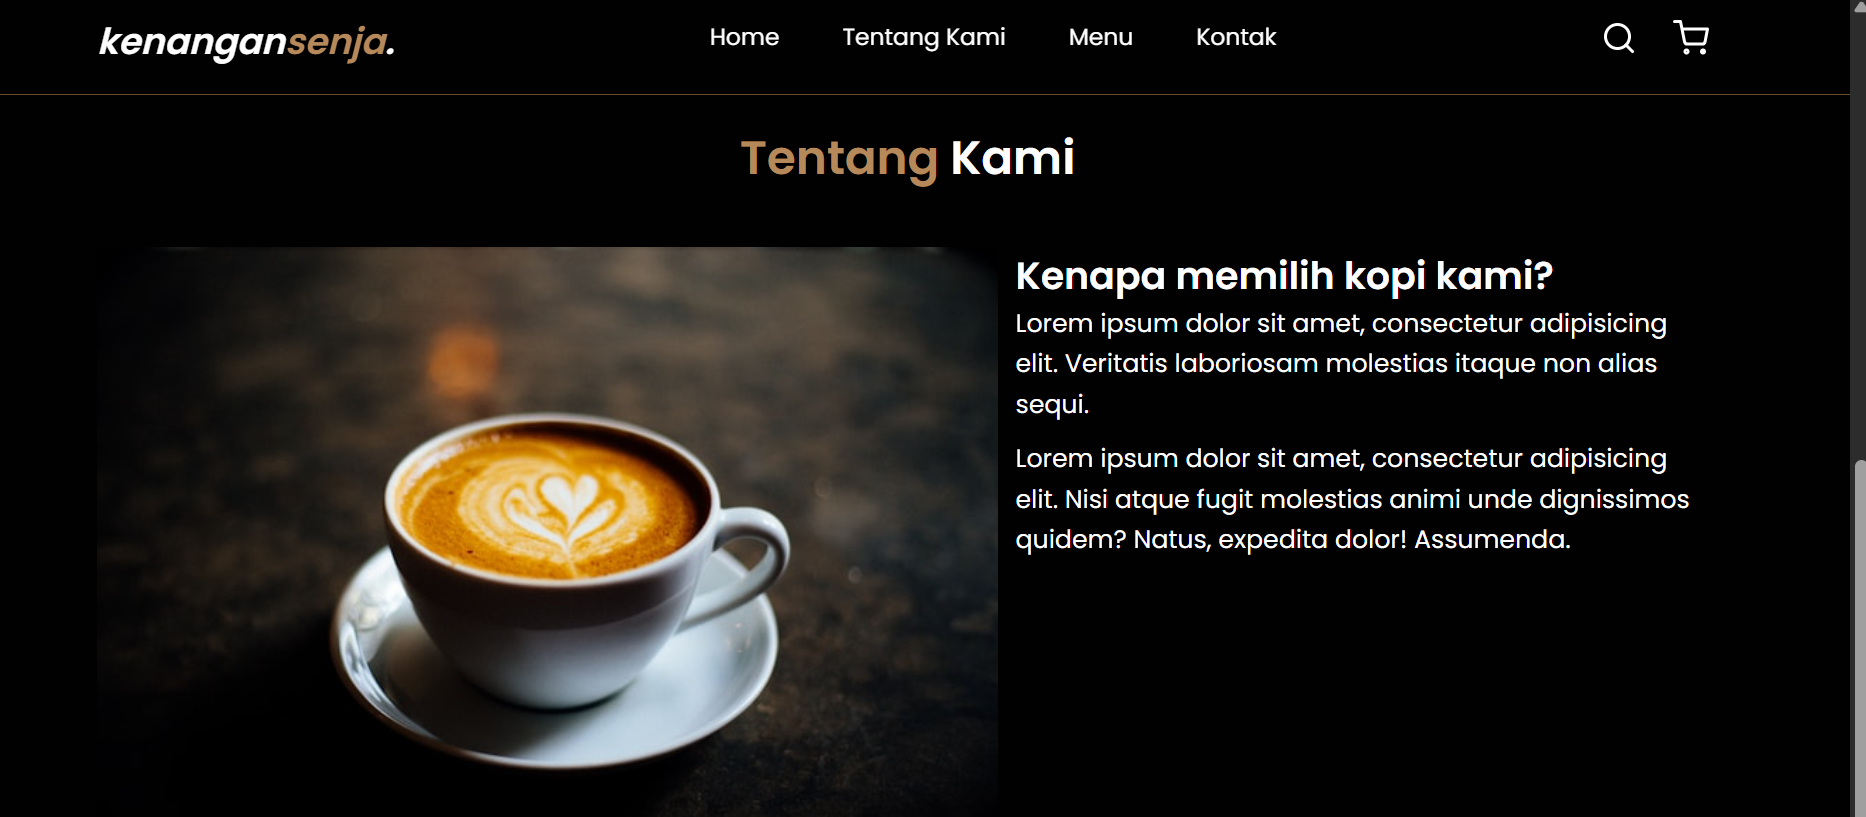 kenangansenja.
Home Tentang Kami Menu Kontak
Tentang Kami
Kenapa memilih kopi kami?
Lorem ipsum dolor sit amet, consectetur adipisicing
elit. Veritatis laboriosam molestias itaque non alias
sequi.
Lorem ipsum dolor sit amet, consectetur adipisicing
elit. Nisi atque fugit molestias animi unde dignissimos
quidem? Natus, expedita dolor! Assumenda.